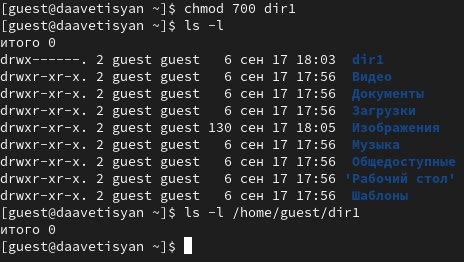 [guest@daavetisyan ~]$ chmod 700 dir1
[guest@daavetisyan ~]$ ls -l
итого 0
drwx------. 2 guest guest   6 сен 17 18:03  dir1
drwxr-xr-x. 2 guest guest   6 сен 17 17:56  Видео
drwxr-xr-x. 2 guest guest   6 сен 17 17:56  Документы
drwxr-xr-x. 2 guest guest   6 сен 17 17:56  Загрузки
drwxr-xr-x. 2 guest guest 130 сен 17 18:05  Изображения
drwxr-xr-x. 2 guest guest   6 сен 17 17:56  Музыка
drwxr-xr-x. 2 guest guest   6 сен 17 17:56  Общедоступные
drwxr-xr-x. 2 guest guest   6 сен 17 17:56 'Рабочий стол'
drwxr-xr-x. 2 guest guest   6 сен 17 17:56  Шаблоны
[guest@daavetisyan ~]$ ls -l /home/guest/dir1
итого 0
[guest@daavetisyan ~]$